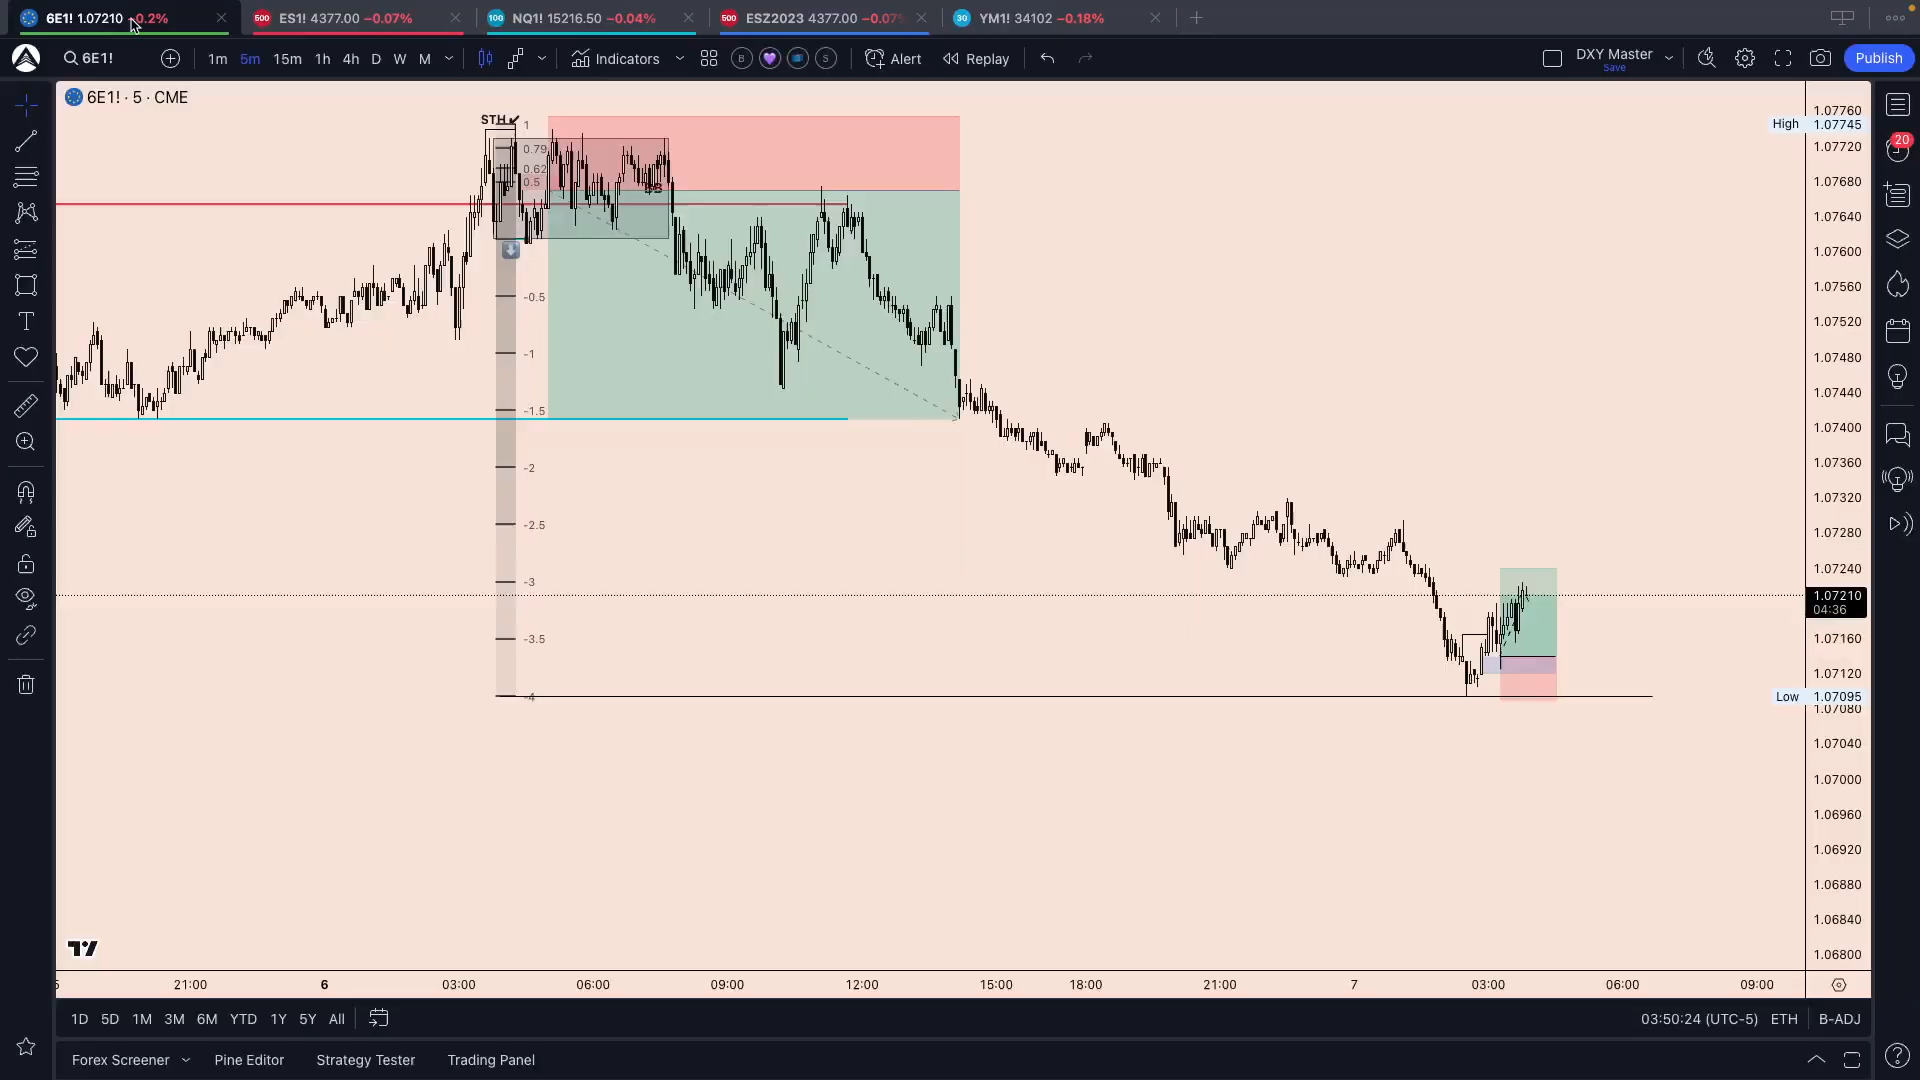 6E1! 1.07210 −0.2%
500 ES1! 4377.00 −0.07%
100 NQ1! 15216.50 −0.04%
500 ESZ2023 4377.00 −0.07%
30 YM1! 34102 −0.18%
6E1!
1m 5m 15m 1h 4h D W M
Indicators
B
S
Alert
Replay
DXY Master
Save
Publish
6E1! · 5 · CME
STH
1
0.79
0.62
0.5
-0.5
-1
-1.5
-2
-2.5
-3
-3.5
-4
1.07760
High 1.07745
1.07720
1.07680
1.07640
1.07600
1.07560
1.07520
1.07480
1.07440
1.07400
1.07360
1.07320
1.07280
1.07240
1.07210
04:36
1.07160
1.07120
Low 1.07095
1.07080
1.07040
1.07000
1.06960
1.06920
1.06880
1.06840
1.06800
20
21:00 6 03:00 06:00 09:00 12:00 15:00 18:00 21:00 7 03:00 06:00 09:00
1D 5D 1M 3M 6M YTD 1Y 5Y All
03:50:24 (UTC-5) ETH B-ADJ
Forex Screener Pine Editor Strategy Tester Trading Panel